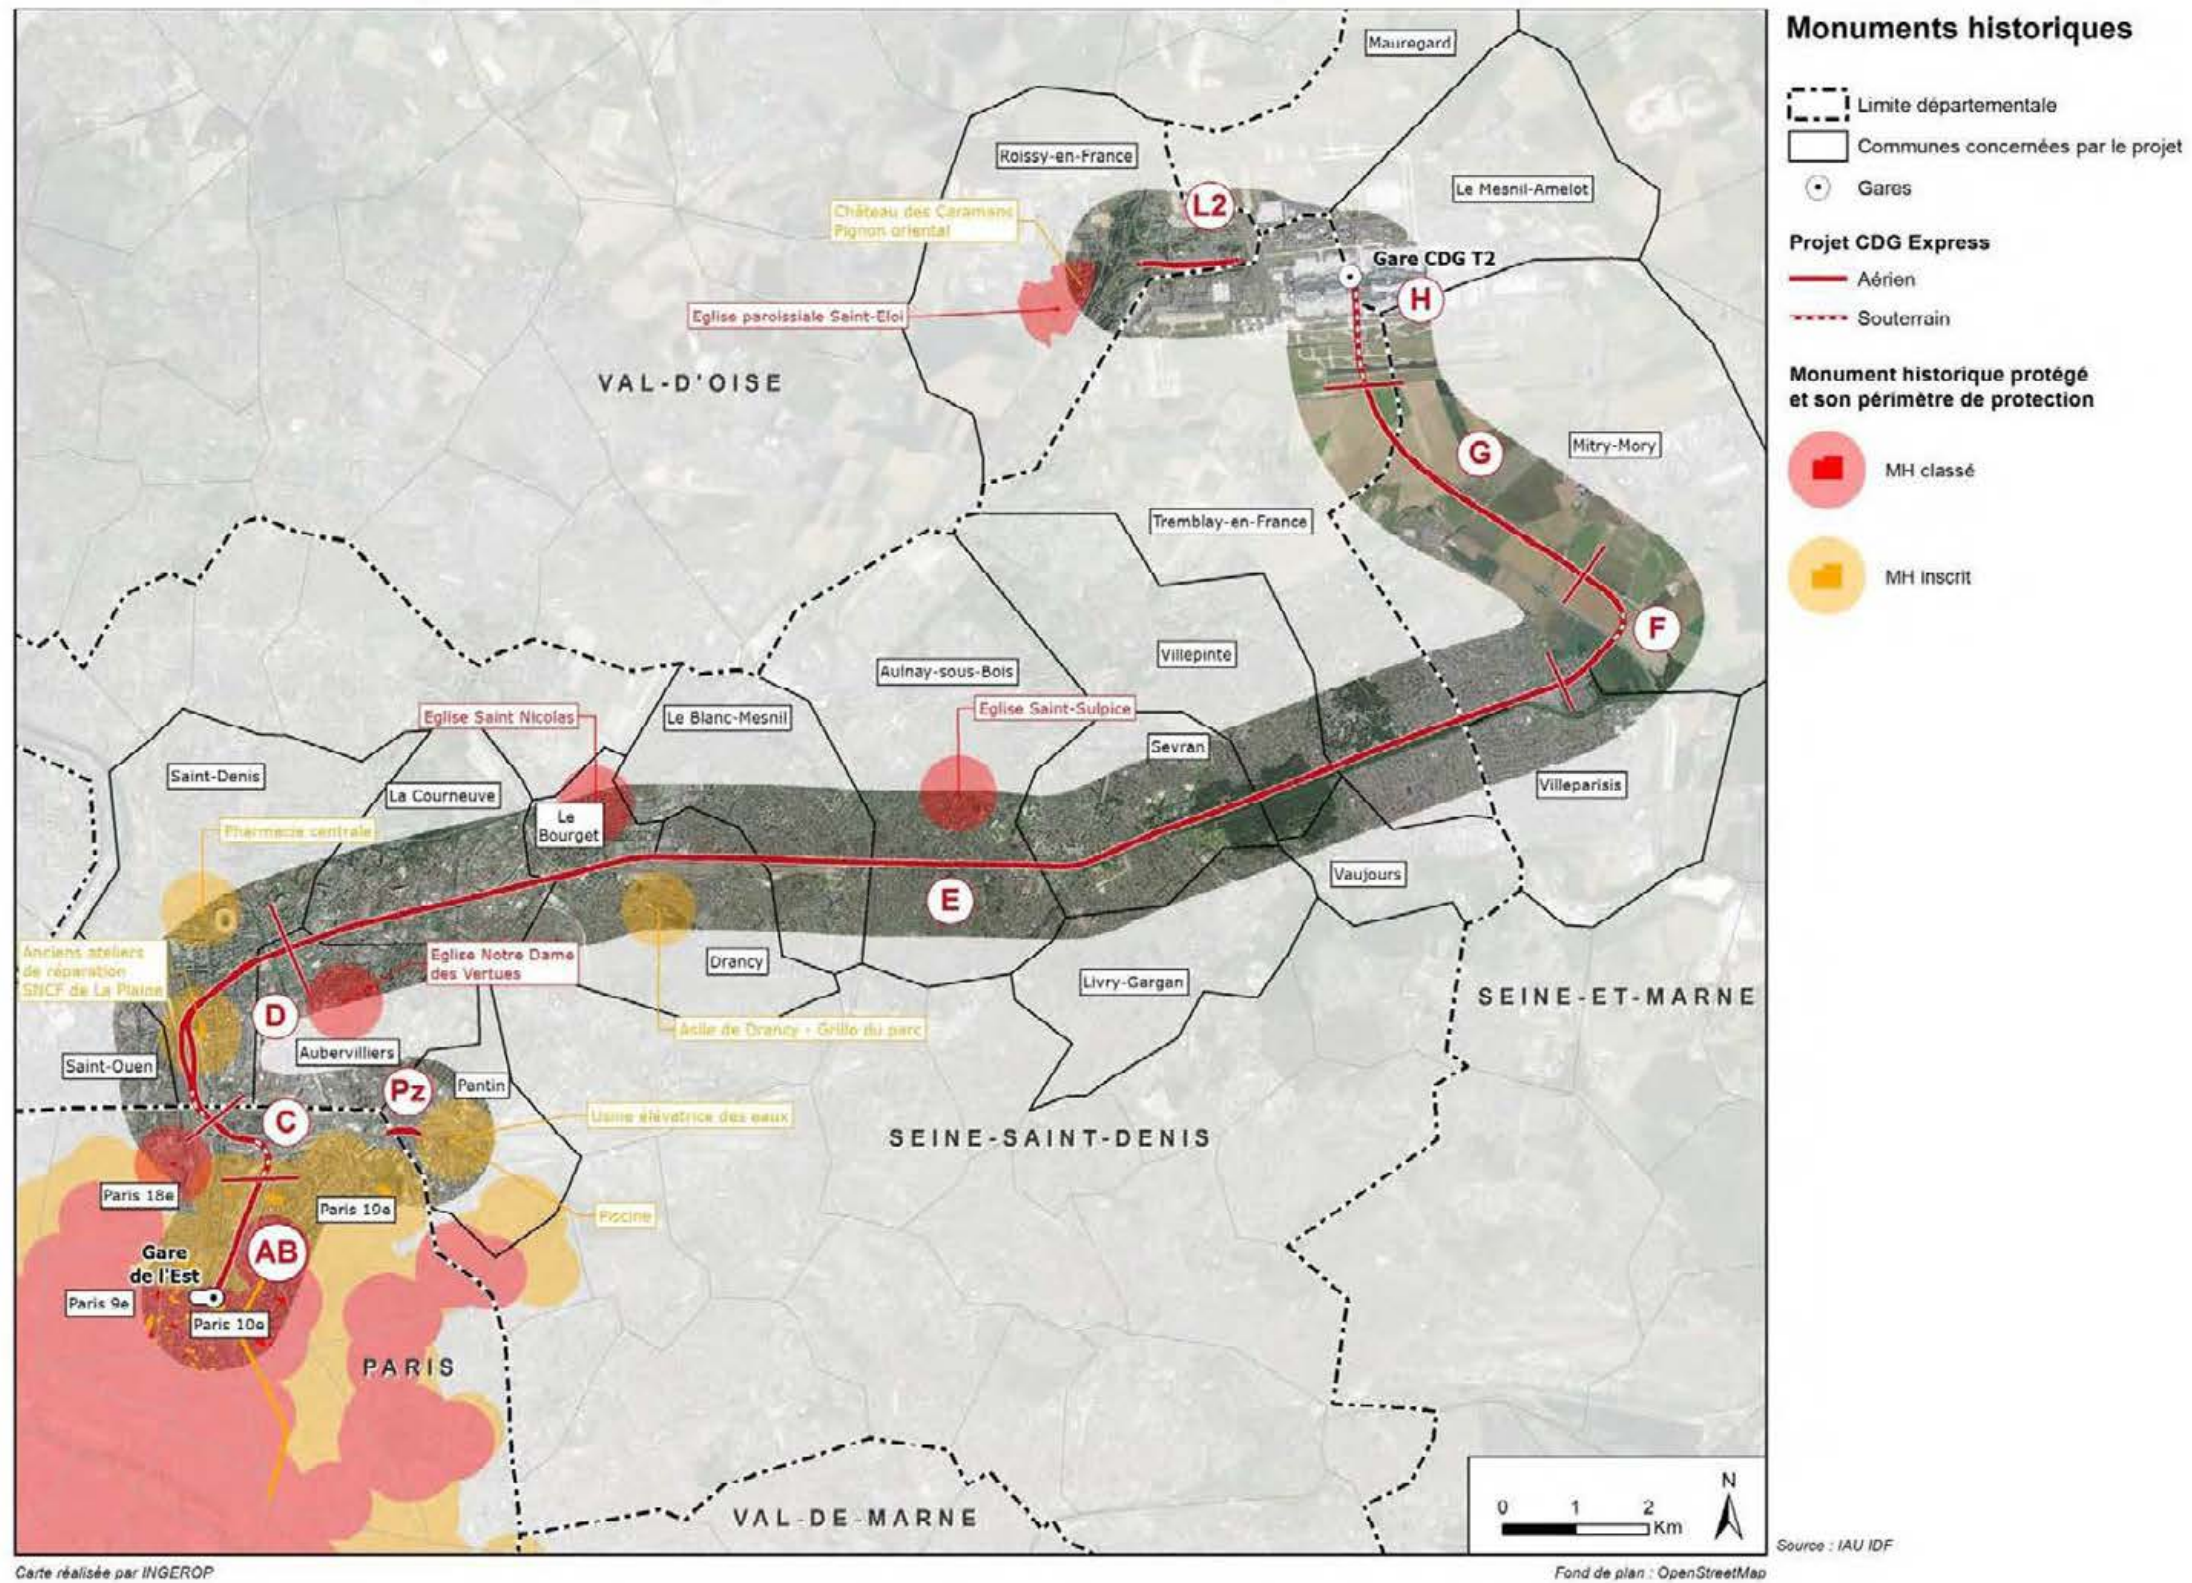 Monuments historiques
Limite départementale
Communes concernées par le projet
Gares
Projet CDG Express
Aérien
Souterrain
Monument historique protégé
et son périmètre de protection
MH classé
MH inscrit
Mauregard
Roissy-en-France
Le Mesnil-Amelot
L2
Château des Caramans
Pignon oriental
Gare CDG T2
H
Eglise paroissiale Saint-Eloi
VAL-D'OISE
G
Mitry-Mory
Tremblay-en-France
F
Villepinte
Aulnay-sous-Bois
Eglise Saint Nicolas
Le Blanc-Mesnil
Eglise Saint-Sulpice
Sevran
Saint-Denis
La Courneuve
Villeparisis
Le
Bourget
Pharmacie centrale
Vaujours
E
Anciens ateliers
de réparation
SNCF de La Plaine
Eglise Notre Dame
des Vertues
Drancy
Livry-Gargan
SEINE-ET-MARNE
D
Asile de Drancy - Grille du parc
Aubervilliers
Saint-Ouen
Pz
Pantin
C
Usine élévatrice des eaux
SEINE-SAINT-DENIS
Paris 18e
Paris 19e
Piscine
Gare
de l'Est
AB
Paris 9e
Paris 10e
PARIS
VAL-DE-MARNE
N
0 1 2
Km
Source : IAU IDF
Carte réalisée par INGEROP
Fond de plan : OpenStreetMap